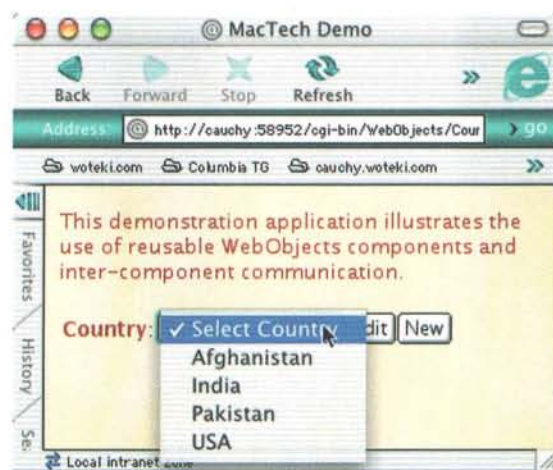 MacTech Demo
Back Forward Stop Refresh »
Address: http://cauchy:58952/cgi-bin/WebObjects/Cour go
woteki.com Columbia TG cauchy.woteki.com »
Favorites
History
This demonstration application illustrates the
use of reusable WebObjects components and
inter-component communication.
Country: ✓ Select Country dit New
Afghanistan
India
Pakistan
USA
Local intranet zone